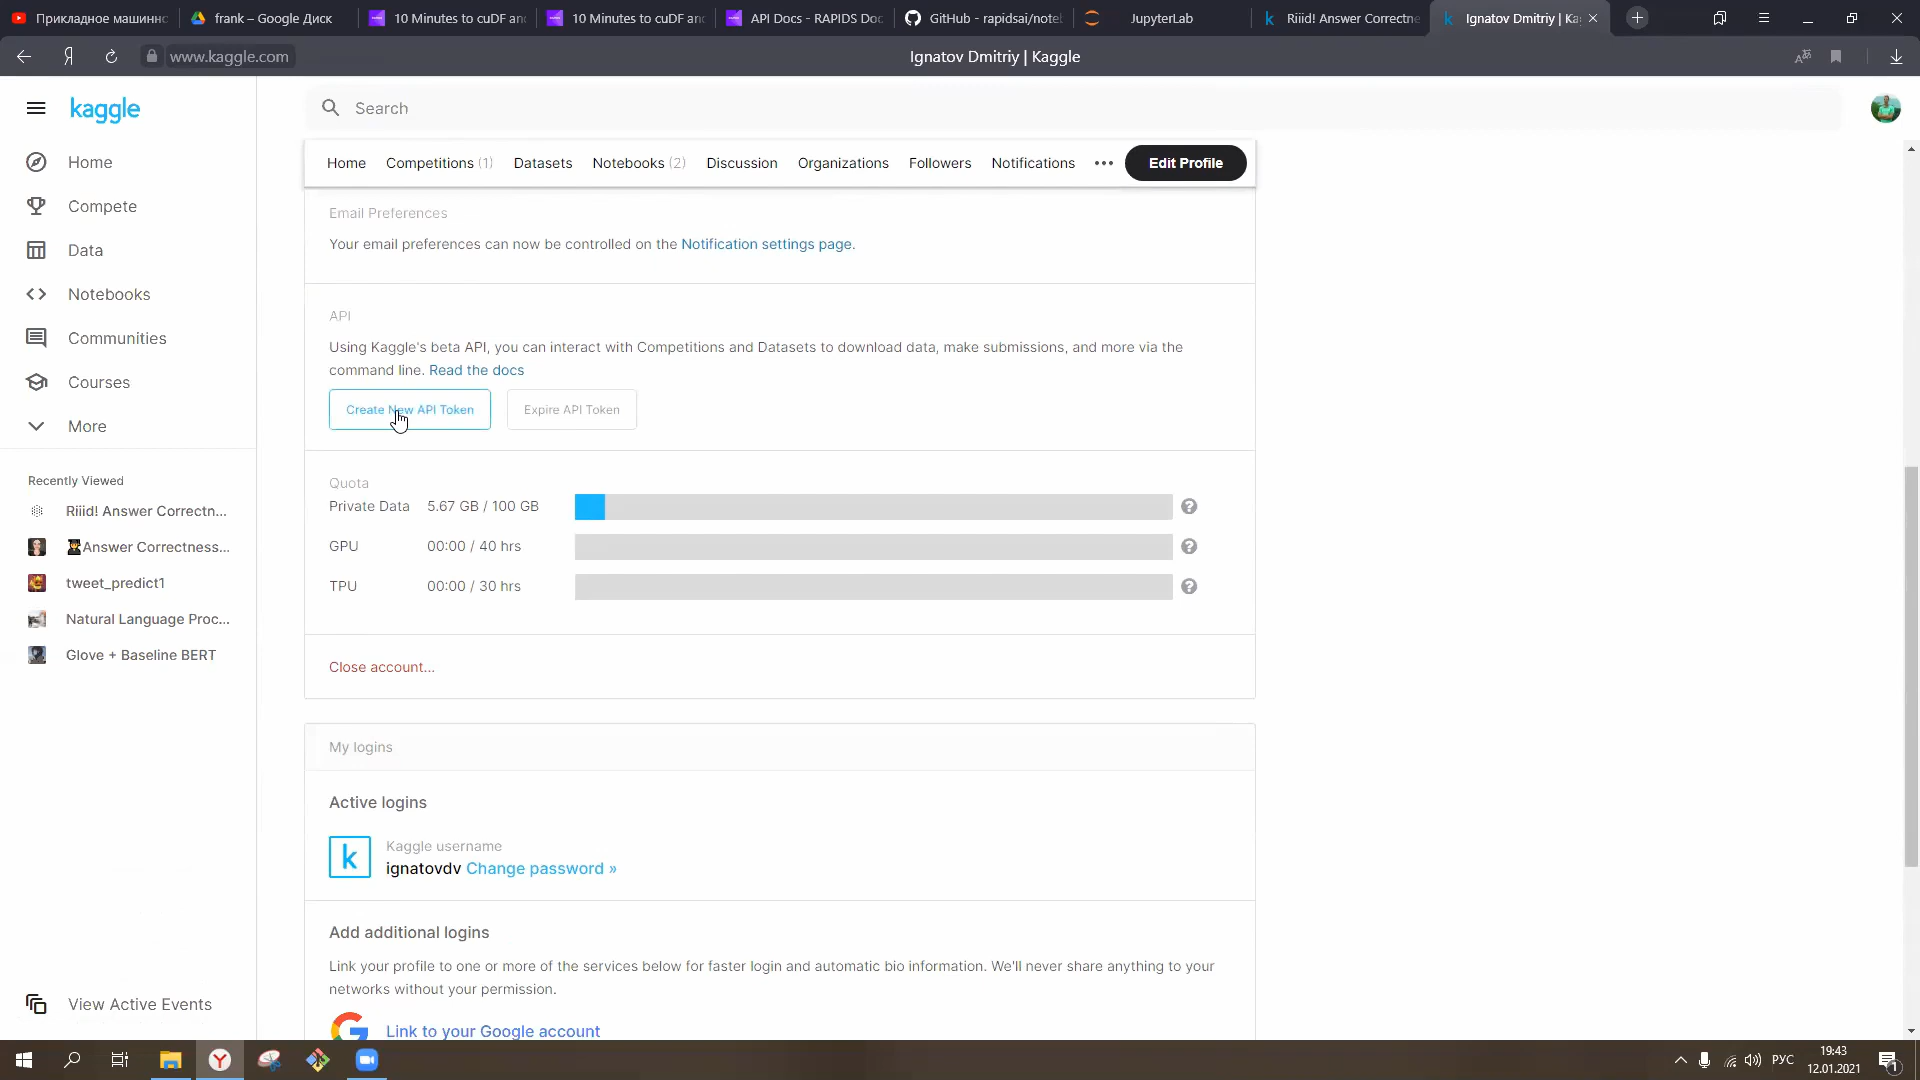 Прикладное машинно
frank – Google Диск
10 Minutes to cuDF an
10 Minutes to cuDF an
API Docs - RAPIDS Doc
GitHub - rapidsai/note
JupyterLab
Riiid! Answer Correctne
Ignatov Dmitriy | Ka
www.kaggle.com
Ignatov Dmitriy | Kaggle
kaggle
Search
Home
Compete
Data
Notebooks
Communities
Courses
More
Recently Viewed
Riiid! Answer Correctn...
Answer Correctness...
tweet_predict1
Natural Language Proc...
Glove + Baseline BERT
View Active Events
Home Competitions (1) Datasets Notebooks (2) Discussion Organizations Followers Notifications ••• Edit Profile
Email Preferences
Your email preferences can now be controlled on the Notification settings page.
API
Using Kaggle's beta API, you can interact with Competitions and Datasets to download data, make submissions, and more via the
command line. Read the docs
Create New API Token Expire API Token
Quota
Private Data 5.67 GB / 100 GB
GPU 00:00 / 40 hrs
TPU 00:00 / 30 hrs
Close account...
My logins
Active logins
k
Kaggle username
ignatovdv Change password »
Add additional logins
Link your profile to one or more of the services below for faster login and automatic bio information. We'll never share anything to your
networks without your permission.
Link to your Google account
РУС
19:43
12.01.2021
1